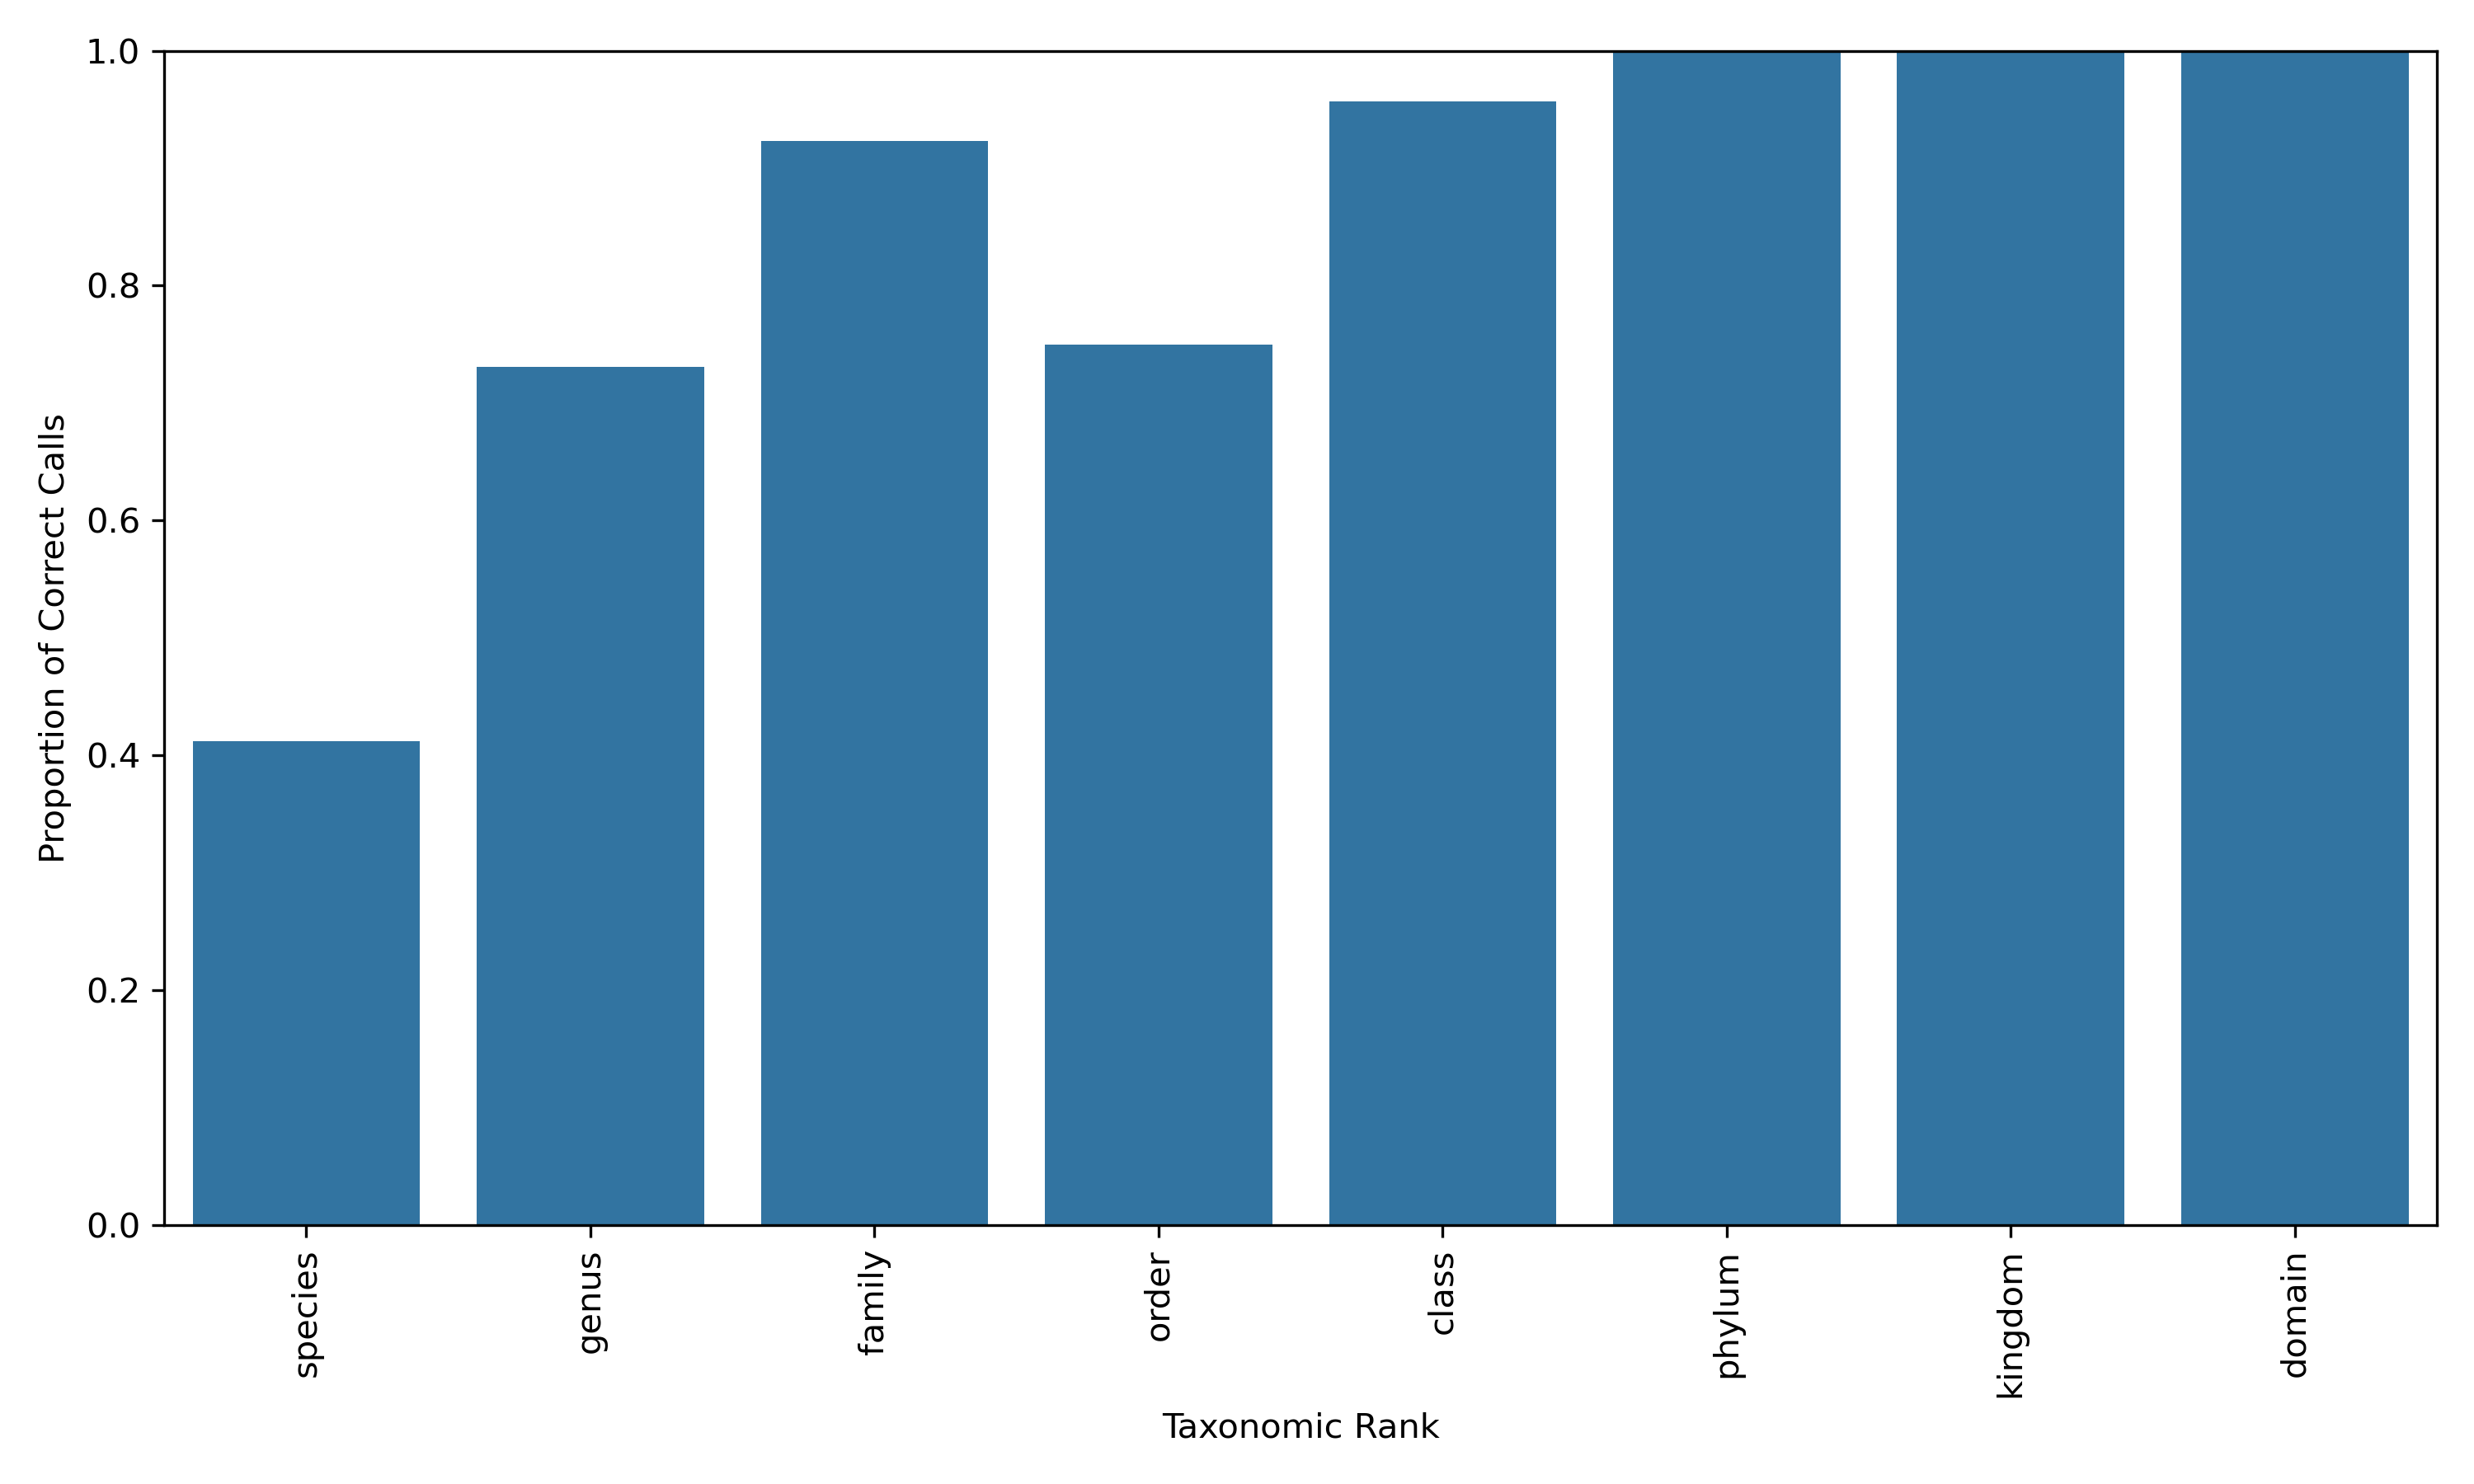 1.0
0.8
0.6
0.4
0.2
0.0
Proportion of Correct Calls
species
genus
family
order
class
phylum
kingdom
domain
Taxonomic Rank